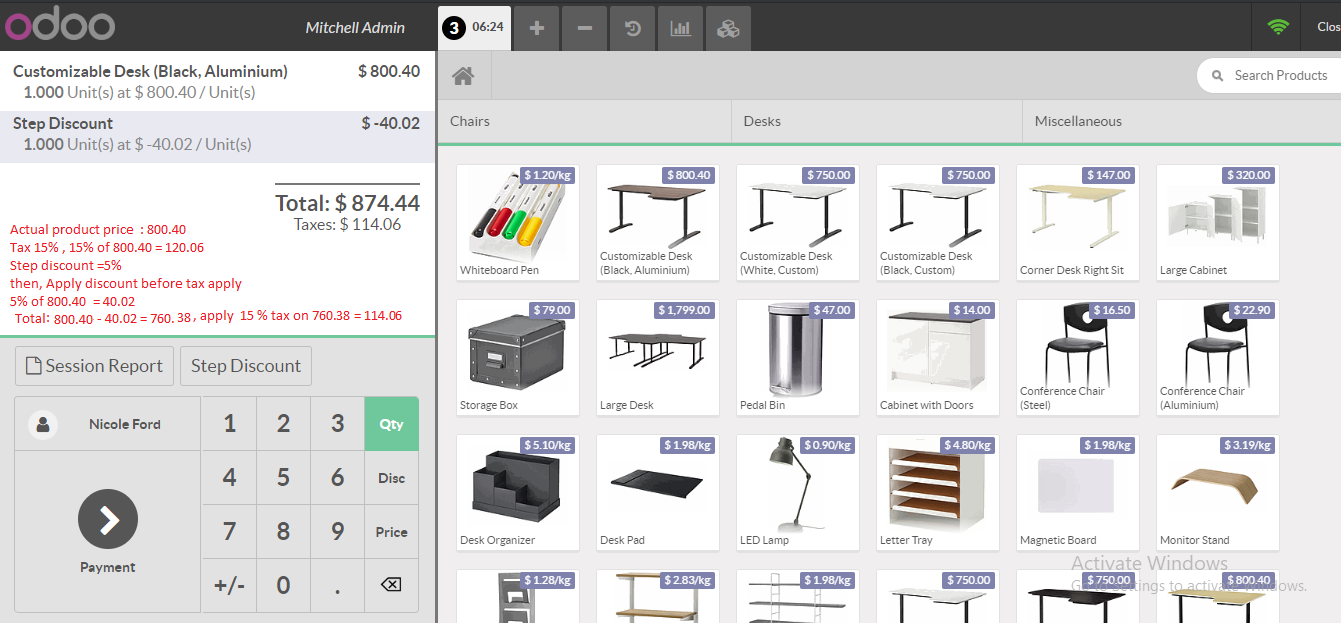 odoo
Mitchell Admin
3 06:24
Clos
Customizable Desk (Black, Aluminium) $ 800.40
1.000 Unit(s) at $ 800.40 / Unit(s)
Step Discount $ -40.02
1.000 Unit(s) at $ -40.02 / Unit(s)
Total: $ 874.44
Taxes: $ 114.06
Actual product price : 800.40
Tax 15% , 15% of 800.40 = 120.06
Step discount =5%
then, Apply discount before tax apply
5% of 800.40 = 40.02
Total: 800.40 - 40.02 = 760.38, apply 15 % tax on 760.38 = 114.06
Session Report
Step Discount
Nicole Ford
1 2 3 Qty
4 5 6 Disc
7 8 9 Price
+/- 0 .
Payment
Search Products
Chairs
Desks
Miscellaneous
$ 1.20/kg
Whiteboard Pen
$ 800.40
Customizable Desk
(Black, Aluminium)
$ 750.00
Customizable Desk
(White, Custom)
$ 750.00
Customizable Desk
(Black, Custom)
$ 147.00
Corner Desk Right Sit
$ 320.00
Large Cabinet
$ 79.00
Storage Box
$ 1,799.00
Large Desk
$ 47.00
Pedal Bin
$ 14.00
Cabinet with Doors
$ 16.50
Conference Chair
(Steel)
$ 22.90
Conference Chair
(Aluminium)
$ 5.10/kg
Desk Organizer
$ 1.98/kg
Desk Pad
$ 0.90/kg
LED Lamp
$ 4.80/kg
Letter Tray
$ 1.98/kg
Magnetic Board
$ 3.19/kg
Monitor Stand
$ 1.28/kg
$ 2.83/kg
$ 1.98/kg
$ 750.00
$ 750.00
$ 800.40
Activate Windows
Go to Settings to activate Windows.